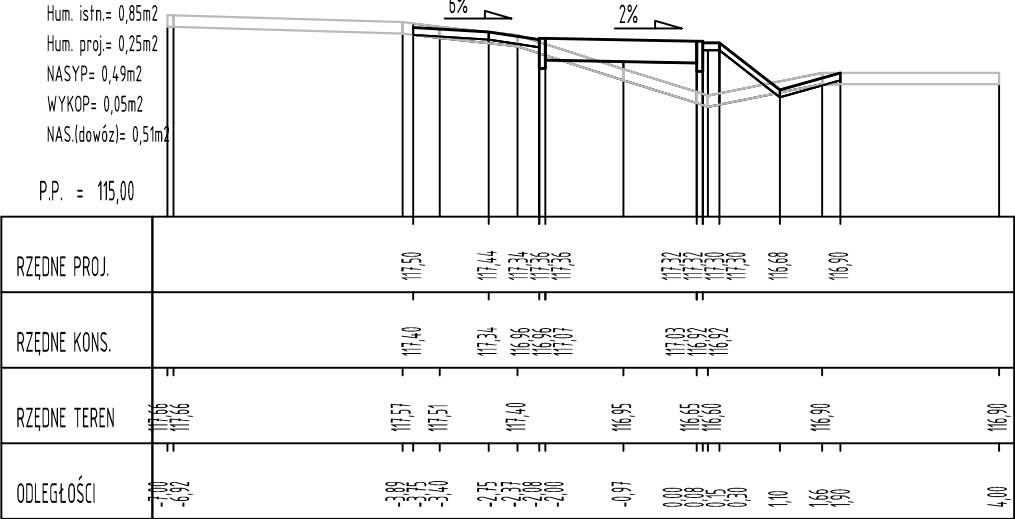 6%
2%
Hum. istn.= 0,85m2
Hum. proj.= 0,25m2
NASYP= 0,49m2
WYKOP= 0,05m2
NAS.(dowóz)= 0,51m2
P.P. = 115,00
RZĘDNE PROJ. 117,50 117,44 117,34 117,36 117,36 117,32 117,32 117,30 117,30 116,68 116,90
RZĘDNE KONS. 117,40 117,34 116,96 116,96 117,07 117,03 116,92 116,92
RZĘDNE TEREN 117,66 117,66 117,57 117,51 117,40 116,95 116,65 116,60 116,90 116,90
ODLEGŁOŚCI -7,00 -6,92 -3,89 -3,75 -3,40 -2,75 -2,37 -2,08 -2,00 -0,97 0,00 0,08 0,15 0,30 1,10 1,66 1,90 4,00